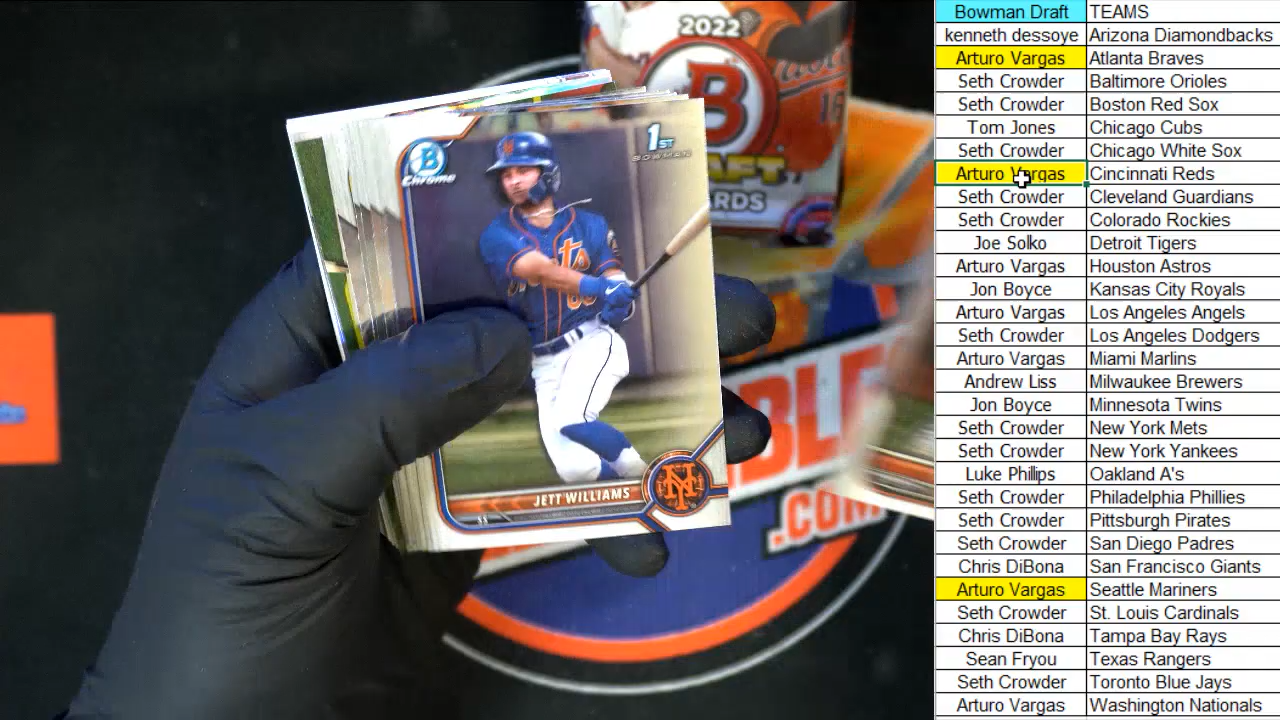 2022
B
AFT
RDS
18
B
Chrome
1ST
BOWMAN
JETT WILLIAMS
NY
BLE
.COM
Bowman Draft TEAMS
kenneth dessoye Arizona Diamondbacks
Arturo Vargas Atlanta Braves
Seth Crowder Baltimore Orioles
Seth Crowder Boston Red Sox
Tom Jones Chicago Cubs
Seth Crowder Chicago White Sox
Arturo Vargas Cincinnati Reds
Seth Crowder Cleveland Guardians
Seth Crowder Colorado Rockies
Joe Solko Detroit Tigers
Arturo Vargas Houston Astros
Jon Boyce Kansas City Royals
Arturo Vargas Los Angeles Angels
Seth Crowder Los Angeles Dodgers
Arturo Vargas Miami Marlins
Andrew Liss Milwaukee Brewers
Jon Boyce Minnesota Twins
Seth Crowder New York Mets
Seth Crowder New York Yankees
Luke Phillips Oakland A's
Seth Crowder Philadelphia Phillies
Seth Crowder Pittsburgh Pirates
Seth Crowder San Diego Padres
Chris DiBona San Francisco Giants
Arturo Vargas Seattle Mariners
Seth Crowder St. Louis Cardinals
Chris DiBona Tampa Bay Rays
Sean Fryou Texas Rangers
Seth Crowder Toronto Blue Jays
Arturo Vargas Washington Nationals